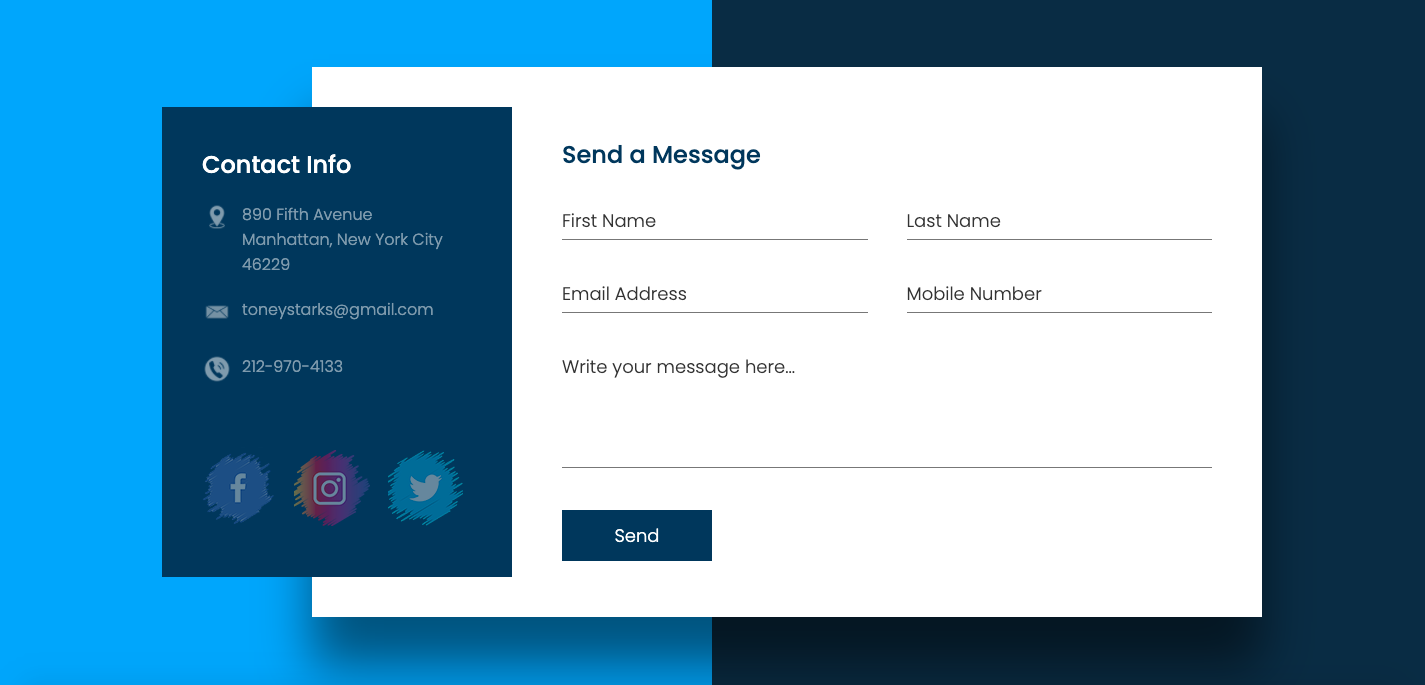 Contact Info
890 Fifth Avenue
Manhattan, New York City
46229
toneystarks@gmail.com
212-970-4133
Send a Message
First Name
Last Name
Email Address
Mobile Number
Write your message here...
Send